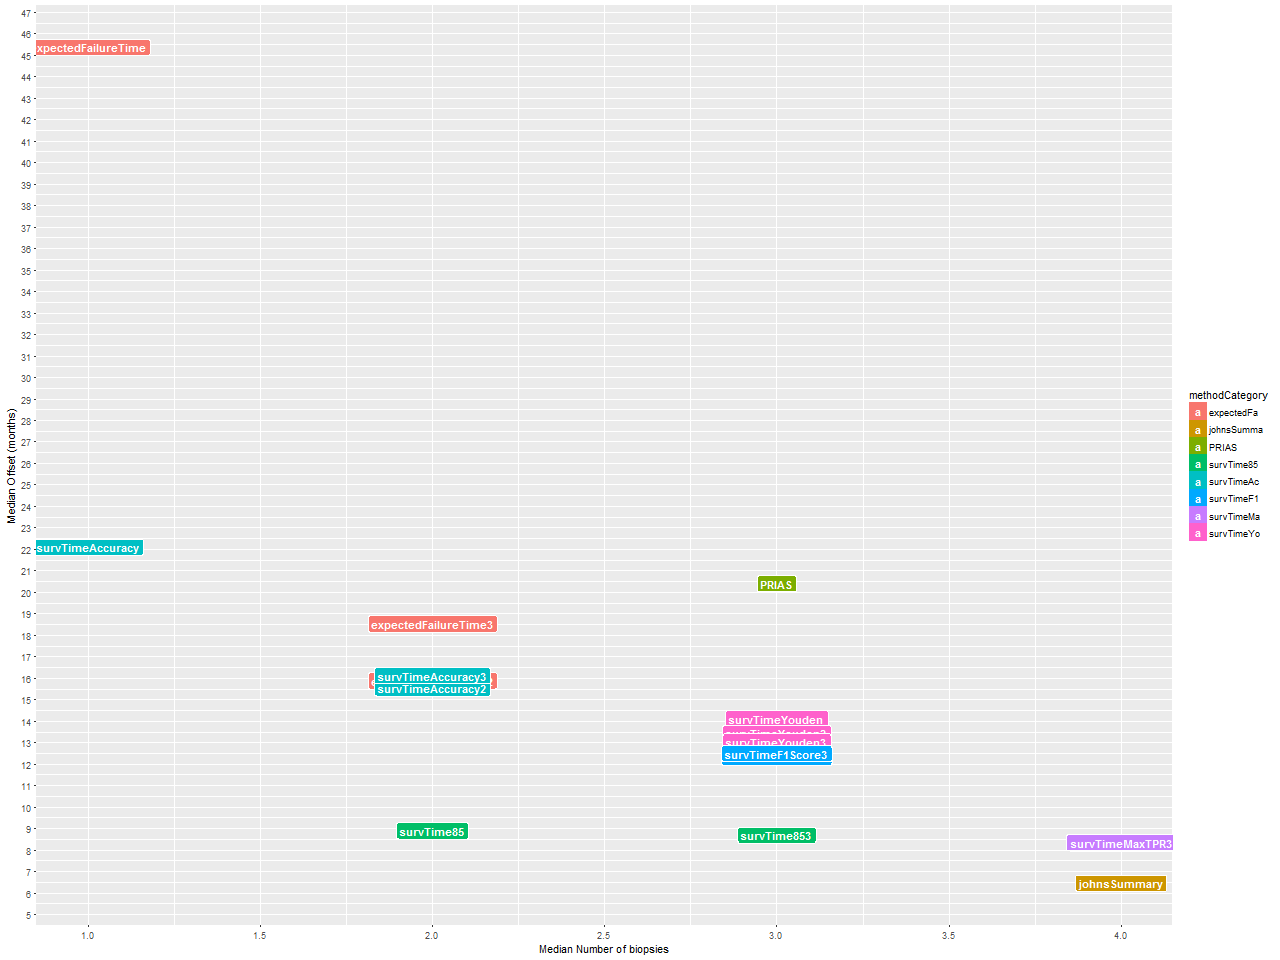 47
46
45
44
43
42
41
40
39
38
37
36
35
34
33
32
31
30
29
28
27
26
25
24
23
22
21
20
19
18
17
16
15
14
13
12
11
10
9
8
7
6
5
Median Offset (months)
xpectedFailureTime
survTimeAccuracy
PRIAS
expectedFailureTime3
survTimeAccuracy3
survTimeAccuracy2
survTimeYouden
survTimeYouden3
survTimeF1Score3
survTime85
survTime853
survTimeMaxTPR3
johnsSummary
1.0 1.5 2.0 2.5 3.0 3.5 4.0
Median Number of biopsies
methodCategory
a expectedFa
a johnsSumma
a PRIAS
a survTime85
a survTimeAc
a survTimeF1
a survTimeMa
a survTimeYo